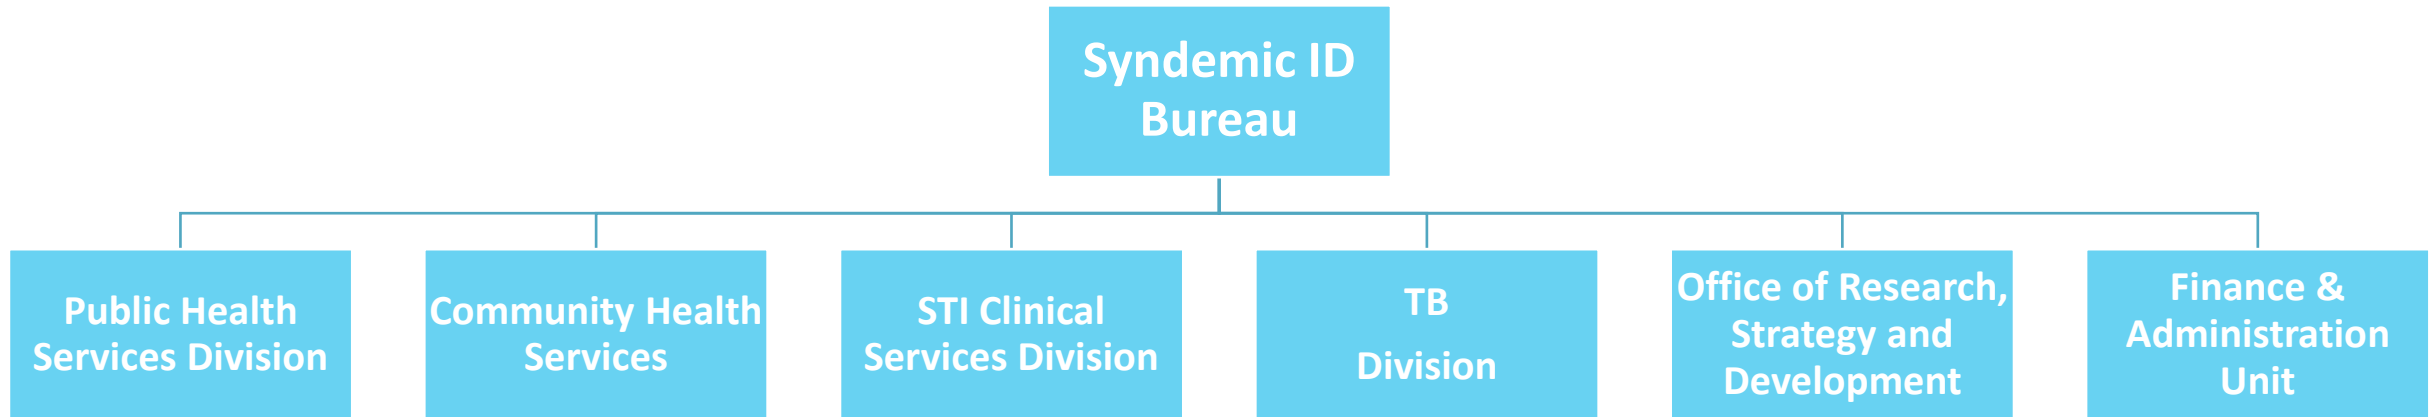 Syndemic ID
Bureau
Public Health
Services Division
Community Health
Services
STI Clinical
Services Division
TB
Division
Office of Research,
Strategy and
Development
Finance &
Administration
Unit